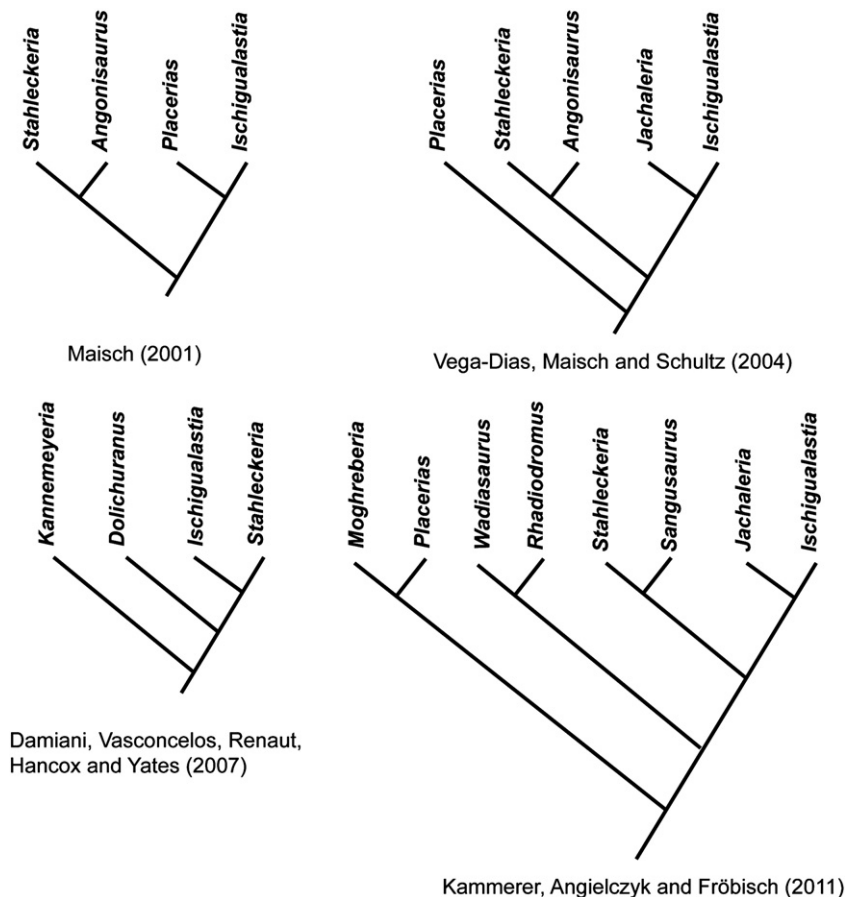 Stahleckeria
Angonisaurus
Placerias
Ischigualastia
Maisch (2001)
Placerias
Stahleckeria
Angonisaurus
Jachaleria
Ischigualastia
Vega-Dias, Maisch and Schultz (2004)
Kannemeyeria
Dolichuranus
Ischigualastia
Stahleckeria
Damiani, Vasconcelos, Renaut,
Hancox and Yates (2007)
Moghreberia
Placerias
Wadiasaurus
Rhadiodromus
Stahleckeria
Sangusaurus
Jachaleria
Ischigualastia
Kammerer, Angielczyk and Fröbisch (2011)